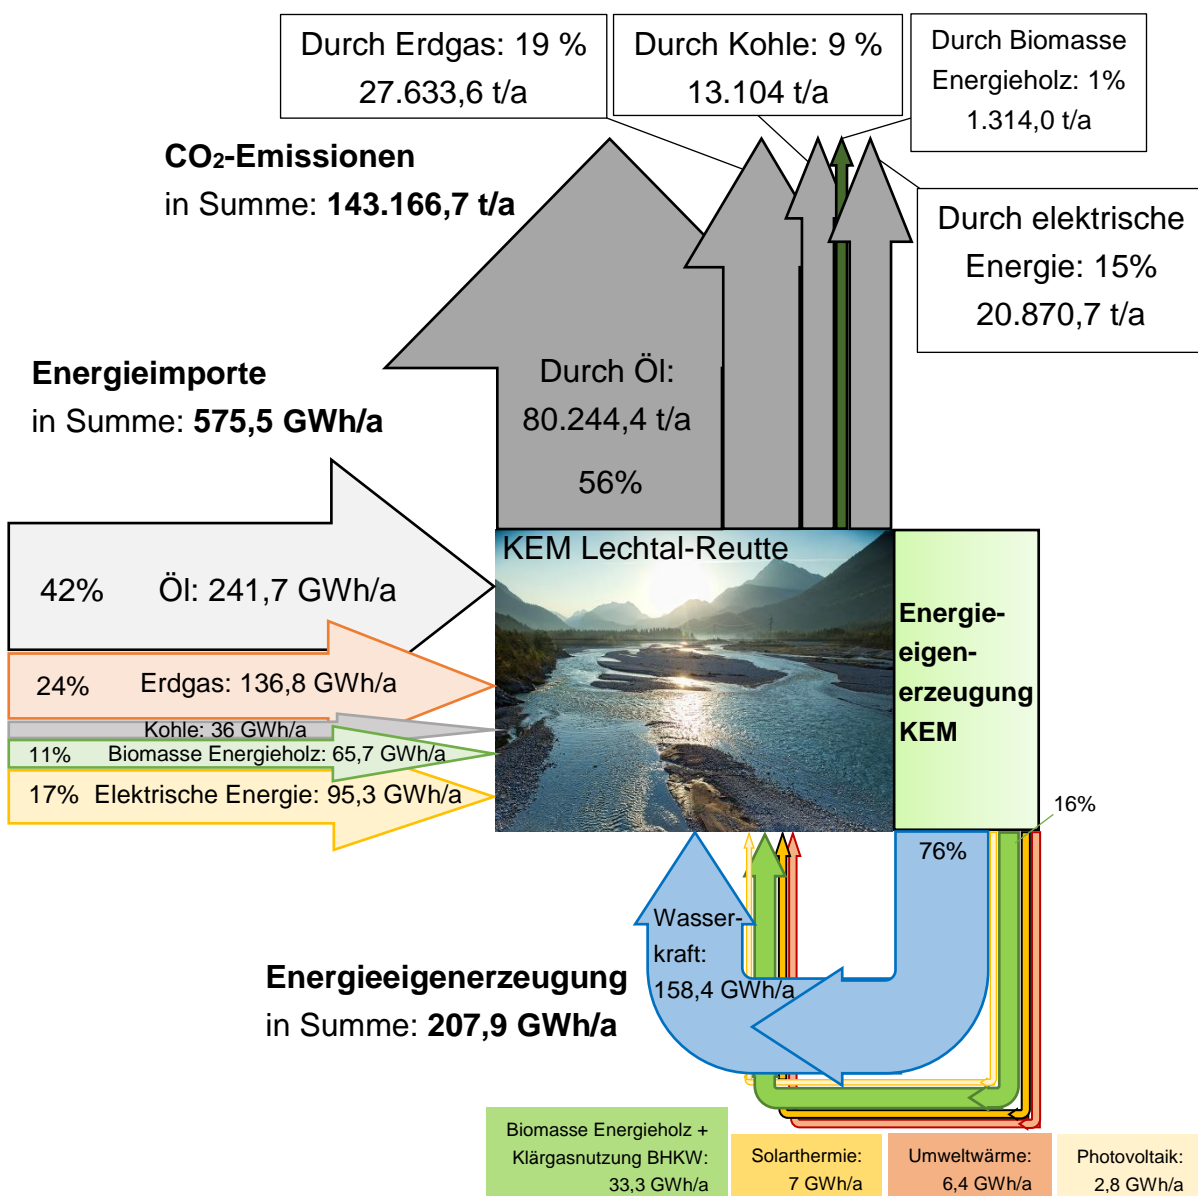 Durch Erdgas: 19 %
27.633,6 t/a
Durch Kohle: 9 %
13.104 t/a
Durch Biomasse
Energieholz: 1%
1.314,0 t/a
CO₂-Emissionen
in Summe: 143.166,7 t/a
Durch elektrische
Energie: 15%
20.870,7 t/a
Energieimporte
in Summe: 575,5 GWh/a
Durch Öl:
80.244,4 t/a
56%
KEM Lechtal-Reutte
42% Öl: 241,7 GWh/a
24% Erdgas: 136,8 GWh/a
Kohle: 36 GWh/a
11% Biomasse Energieholz: 65,7 GWh/a
17% Elektrische Energie: 95,3 GWh/a
Energie-
eigen-
erzeugung
KEM
16%
76%
Wasser-
kraft:
158,4 GWh/a
Energieeigenerzeugung
in Summe: 207,9 GWh/a
Biomasse Energieholz +
Klärgasnutzung BHKW:
33,3 GWh/a
Solarthermie:
7 GWh/a
Umweltwärme:
6,4 GWh/a
Photovoltaik:
2,8 GWh/a